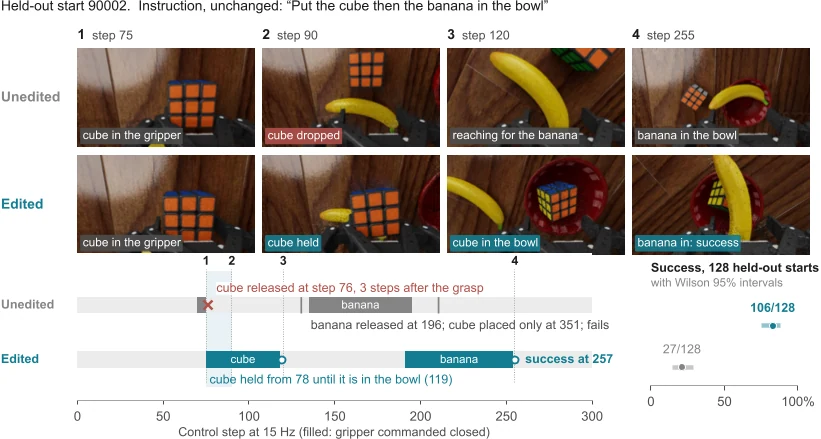 Held-out start 90002. Instruction, unchanged: “Put the cube then the banana in the bowl”
1 step 75
2 step 90
3 step 120
4 step 255
Unedited
cube in the gripper
cube dropped
reaching for the banana
banana in the bowl
Edited
cube in the gripper
cube held
cube in the bowl
banana in: success
1
2
3
4
cube released at step 76, 3 steps after the grasp
Unedited
banana
banana released at 196; cube placed only at 351; fails
Edited
cube
banana
success at 257
cube held from 78 until it is in the bowl (119)
0
50
100
150
200
250
300
Control step at 15 Hz (filled: gripper commanded closed)
Success, 128 held-out starts
with Wilson 95% intervals
106/128
27/128
0
50
100%